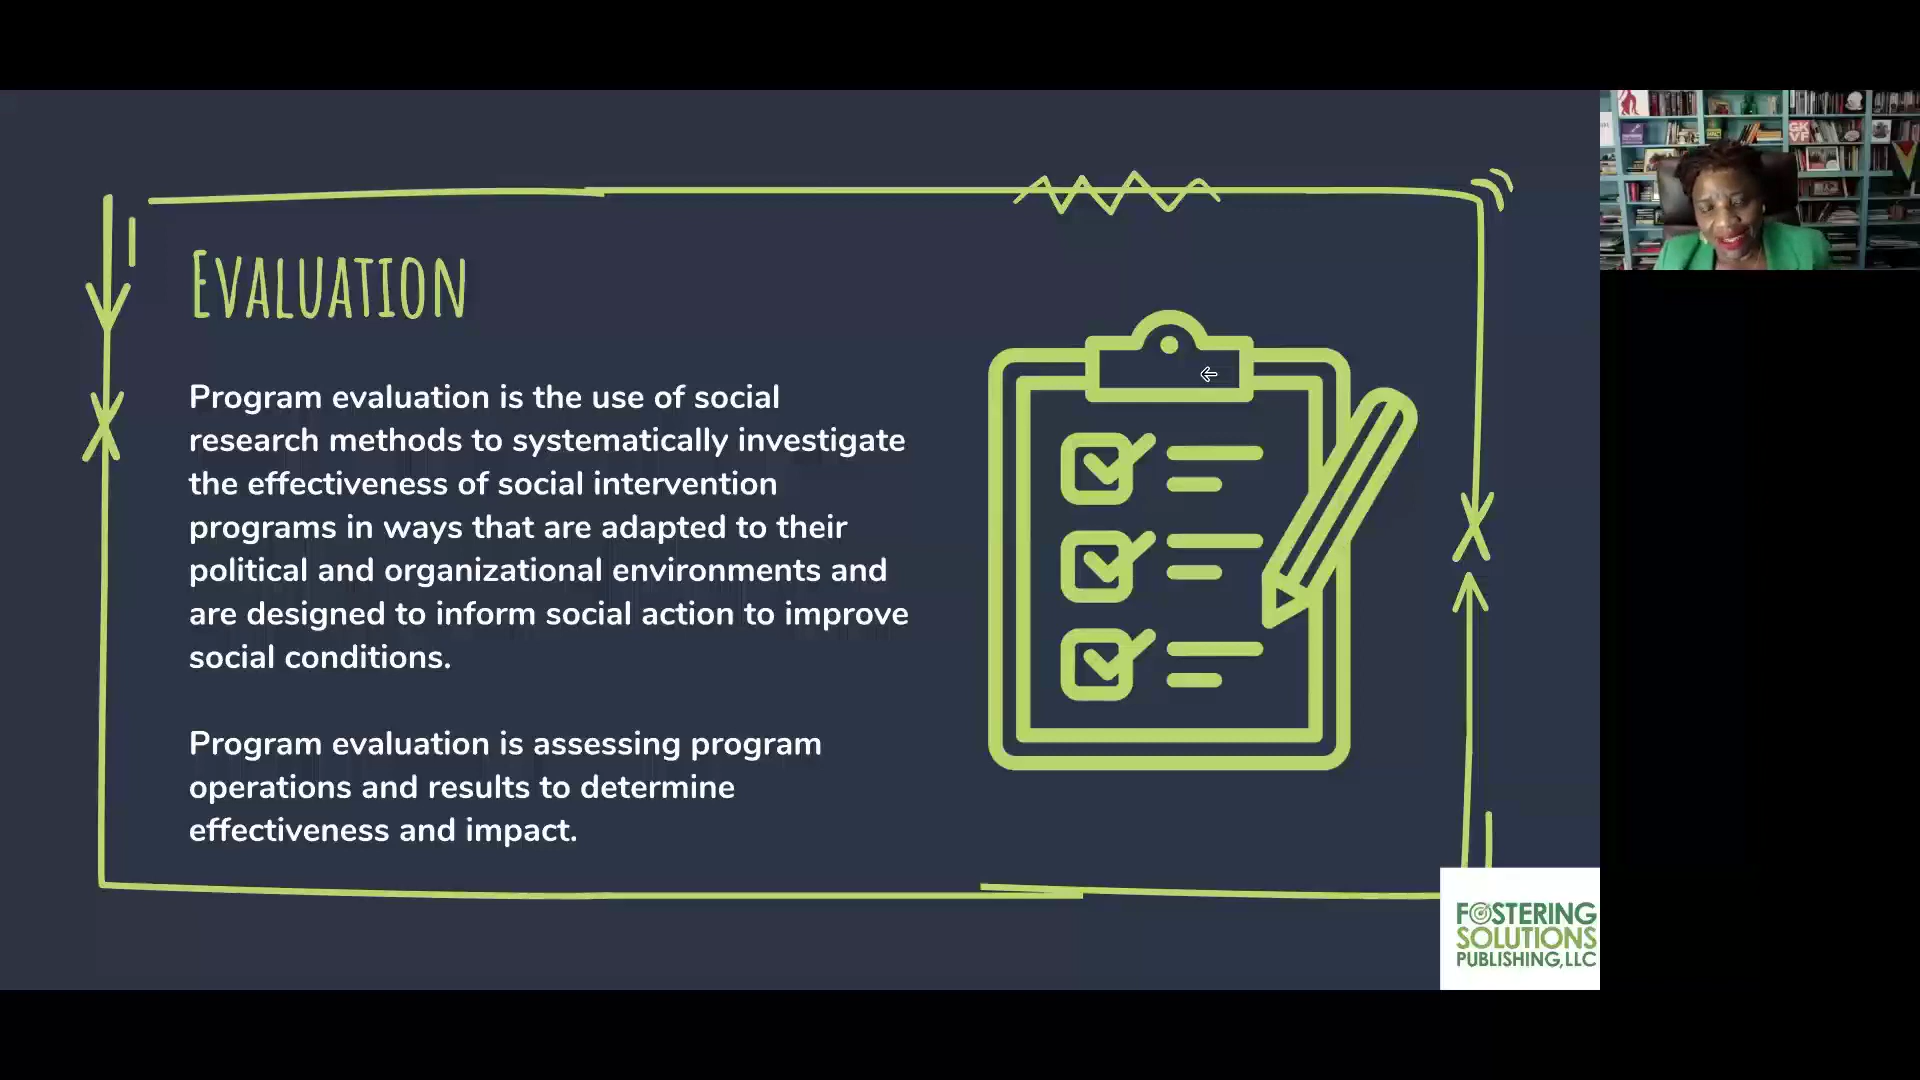 Evaluation
Program evaluation is the use of social
research methods to systematically investigate
the effectiveness of social intervention
programs in ways that are adapted to their
political and organizational environments and
are designed to inform social action to improve
social conditions.
Program evaluation is assessing program
operations and results to determine
effectiveness and impact.
FOSTERING
SOLUTIONS
PUBLISHING, LLC